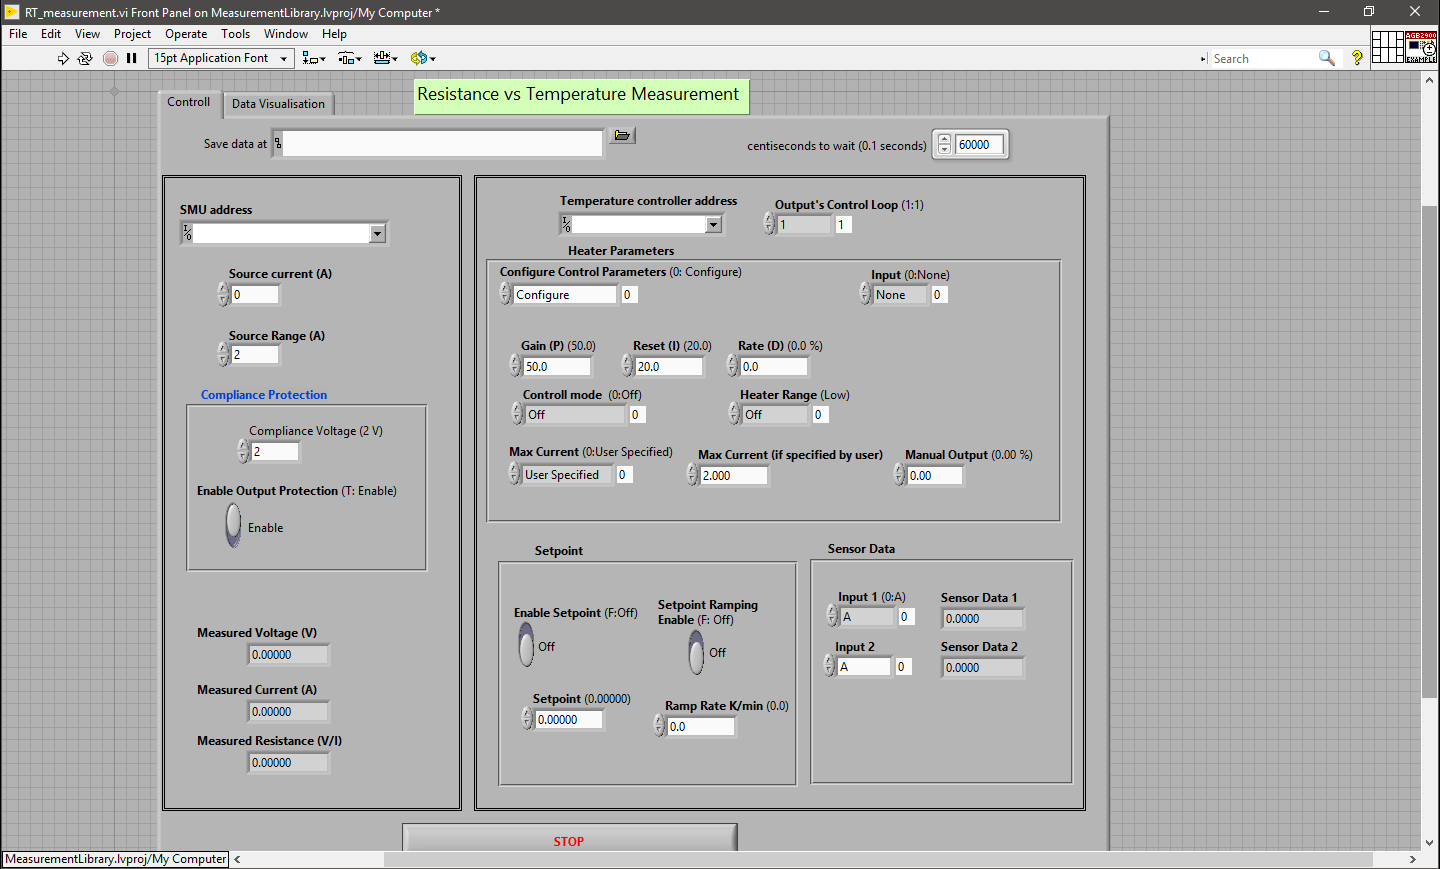 RT_measurement.vi Front Panel on MeasurementLibrary.lvproj/My Computer *
File Edit View Project Operate Tools Window Help
15pt Application Font
Search
?
AGB2900
EXAMPLE
Controll
Data Visualisation
Resistance vs Temperature Measurement
Save data at
centiseconds to wait (0.1 seconds)
60000
SMU address
Source current (A)
0
Source Range (A)
2
Compliance Protection
Compliance Voltage (2 V)
2
Enable Output Protection (T: Enable)
Enable
Measured Voltage (V)
0.00000
Measured Current (A)
0.00000
Measured Resistance (V/I)
0.00000
Temperature controller address
Output's Control Loop (1:1)
1 1
Heater Parameters
Configure Control Parameters (0: Configure)
Configure 0
Input (0:None)
None 0
Gain (P) (50.0)
50.0
Reset (I) (20.0)
20.0
Rate (D) (0.0 %)
0.0
Controll mode (0:Off)
Off 0
Heater Range (Low)
Off 0
Max Current (0:User Specified)
User Specified 0
Max Current (if specified by user)
2.000
Manual Output (0.00 %)
0.00
Setpoint
Enable Setpoint (F:Off)
Off
Setpoint Ramping
Enable (F: Off)
Off
Setpoint (0.00000)
0.00000
Ramp Rate K/min (0.0)
0.0
Sensor Data
Input 1 (0:A)
A 0
Sensor Data 1
0.0000
Input 2
A 0
Sensor Data 2
0.0000
STOP
MeasurementLibrary.lvproj/My Computer